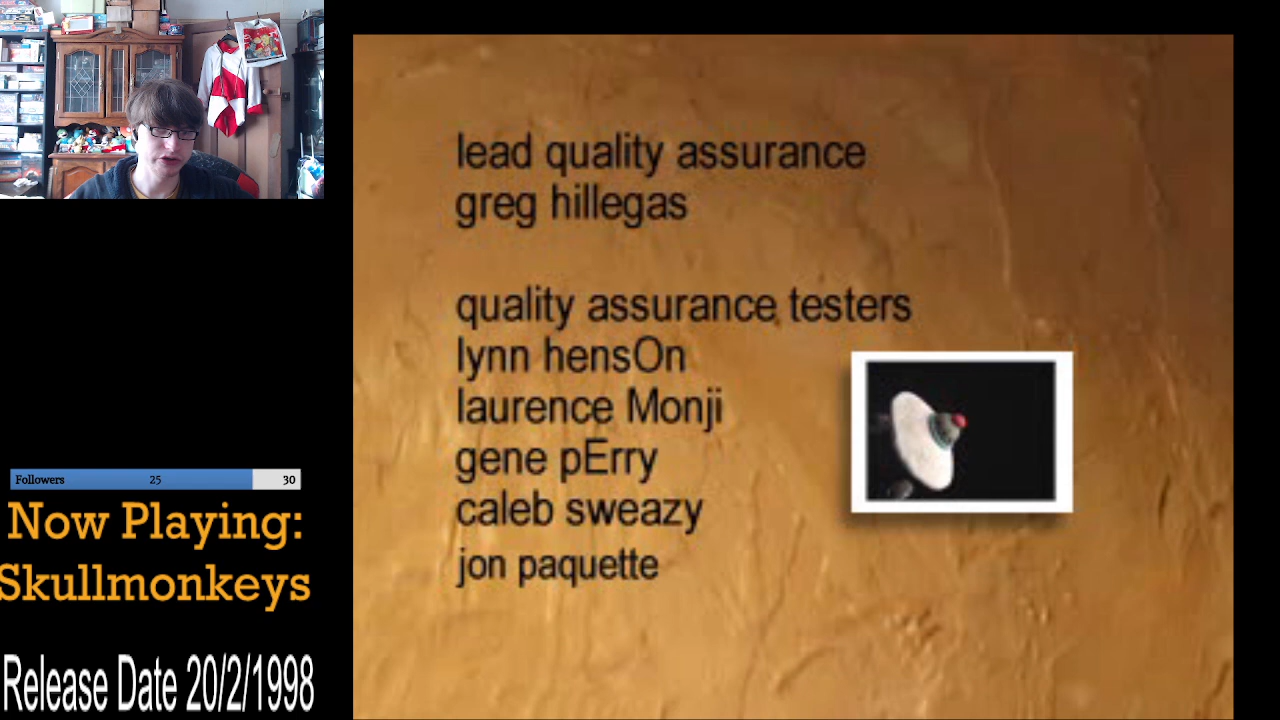 lead quality assurance
greg hillegas
quality assurance testers
lynn hensOn
laurence Monji
gene pErry
caleb sweazy
jon paquette
Followers 25 30
Now Playing:
Skullmonkeys
Release Date 20/2/1998